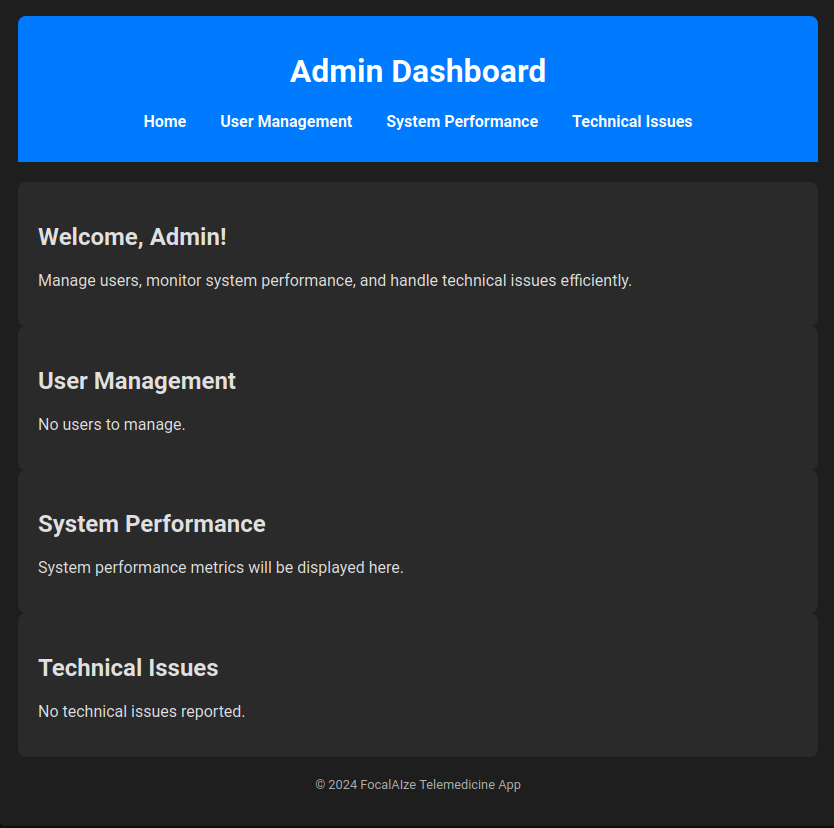 Admin Dashboard
Home User Management System Performance Technical Issues
Welcome, Admin!
Manage users, monitor system performance, and handle technical issues efficiently.
User Management
No users to manage.
System Performance
System performance metrics will be displayed here.
Technical Issues
No technical issues reported.
© 2024 FocalAIze Telemedicine App